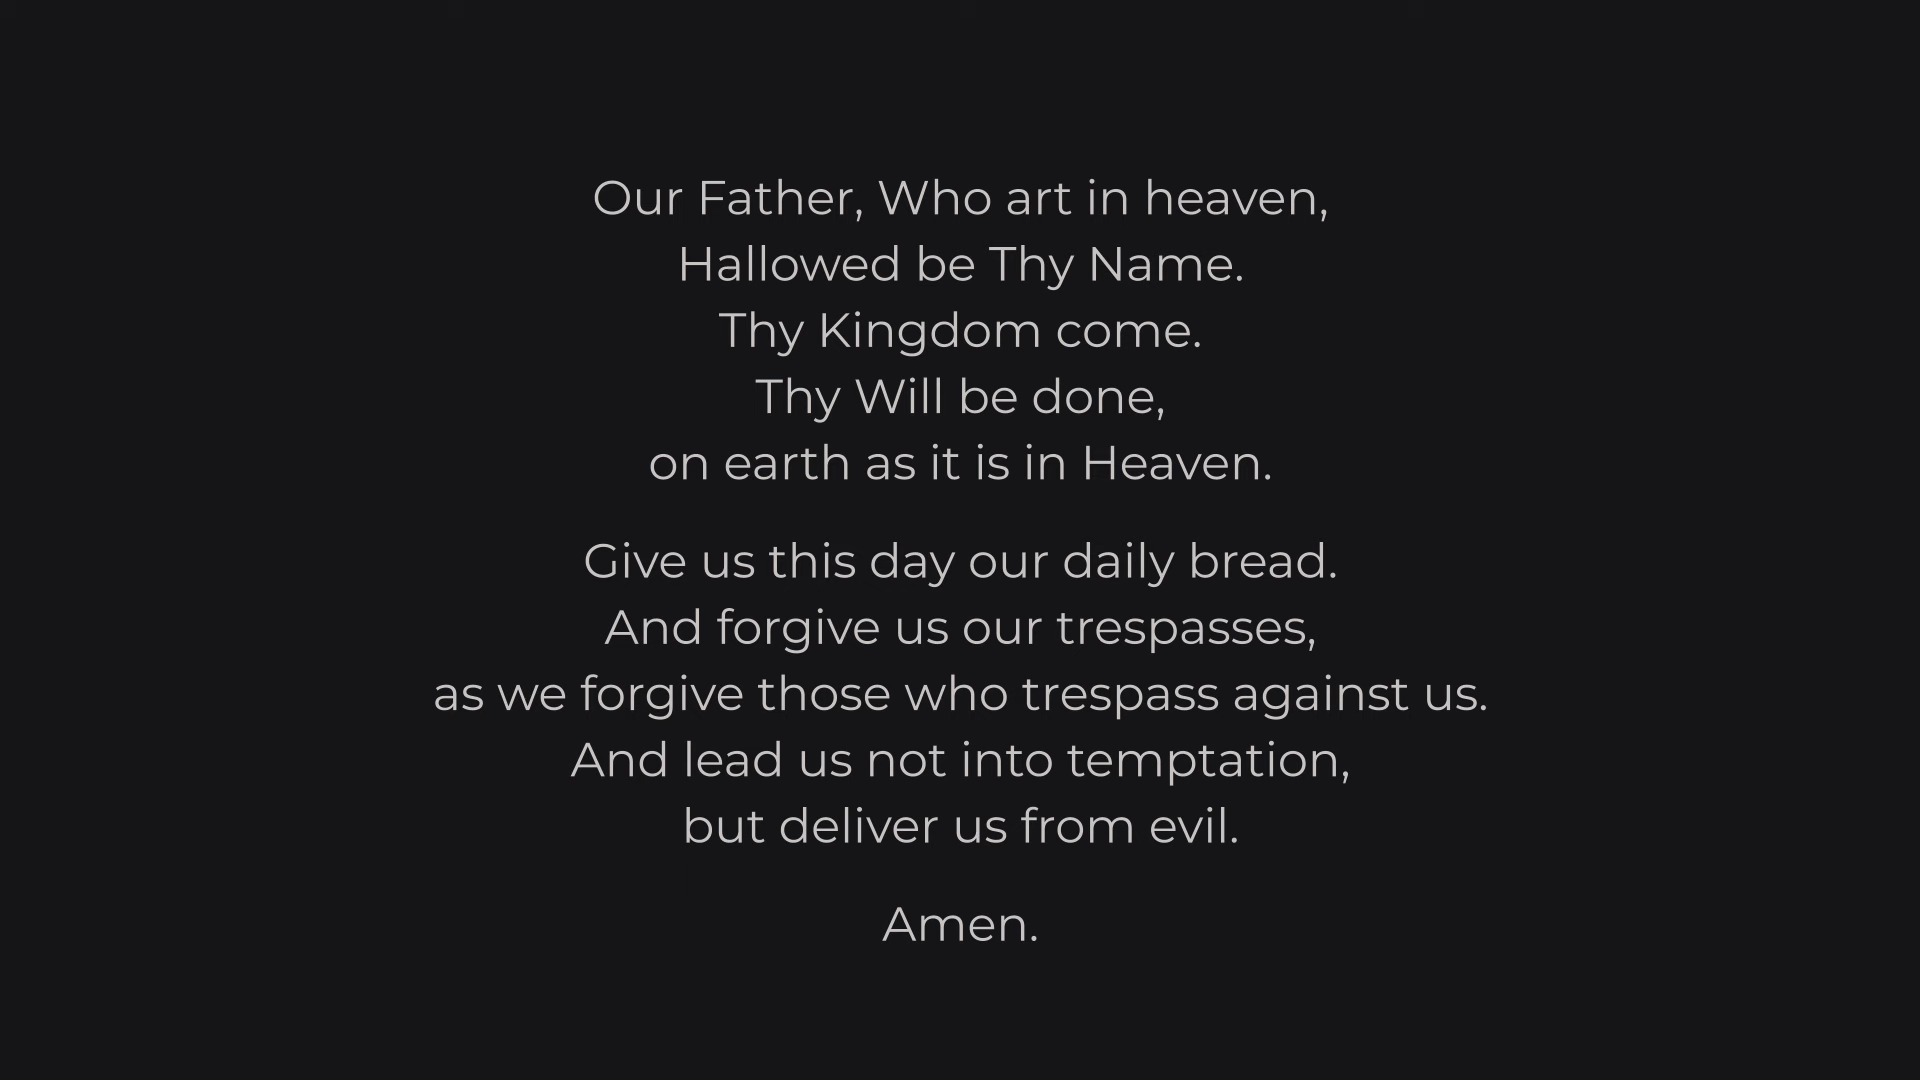 Our Father, Who art in heaven,
Hallowed be Thy Name.
Thy Kingdom come.
Thy Will be done,
on earth as it is in Heaven.
Give us this day our daily bread.
And forgive us our trespasses,
as we forgive those who trespass against us.
And lead us not into temptation,
but deliver us from evil.
Amen.